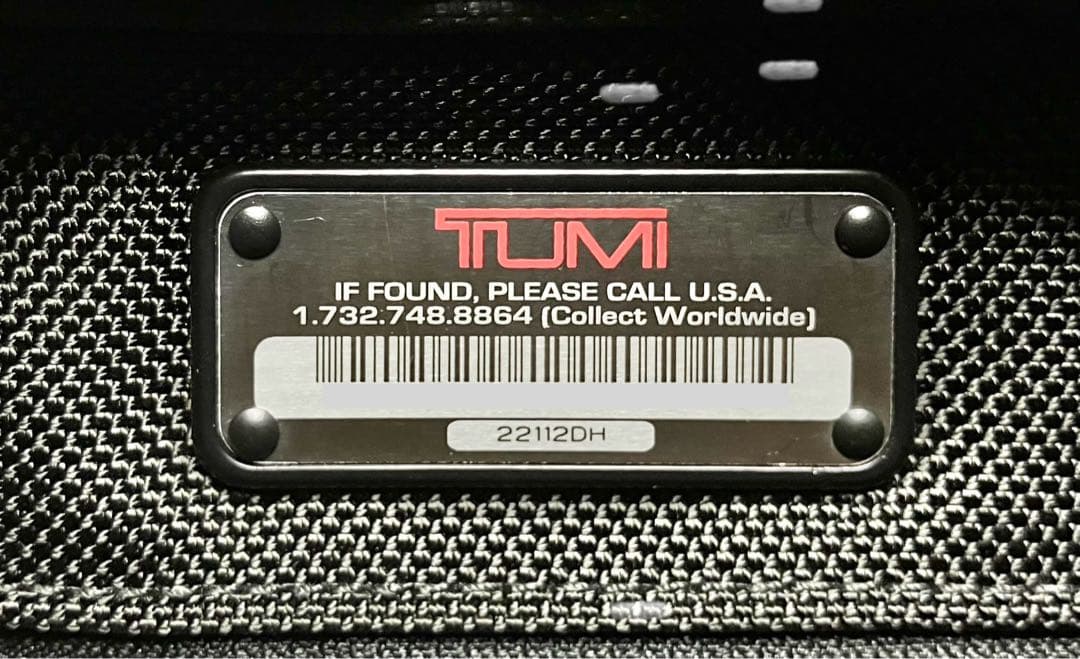 TUMI
IF FOUND, PLEASE CALL U.S.A.
1.732.748.8864 (Collect Worldwide)
22112DH